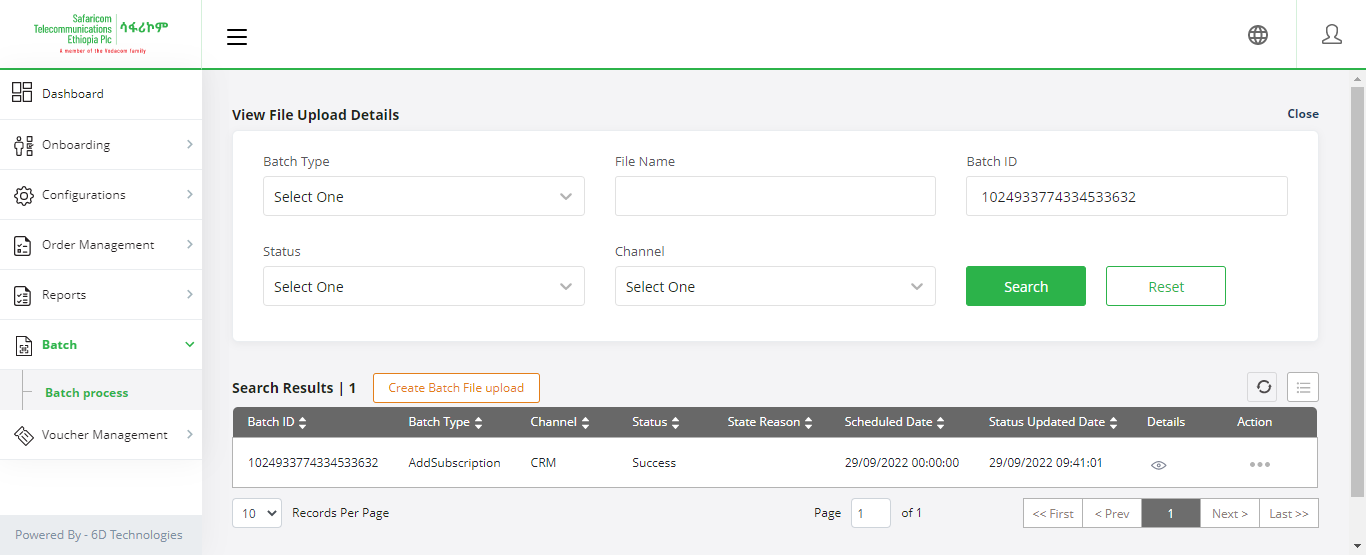 Safaricom
Telecommunications
Ethiopia Plc
ሳፋሪኮም
A member of the Vodacom family
Dashboard
Onboarding
Configurations
Order Management
Reports
Batch
Batch process
Voucher Management
Powered By - 6D Technologies
View File Upload Details
Close
Batch Type
File Name
Batch ID
Select One
1024933774334533632
Status
Channel
Select One
Select One
Search
Reset
Search Results | 1
Create Batch File upload
Batch ID Batch Type Channel Status State Reason Scheduled Date Status Updated Date Details Action
1024933774334533632 AddSubscription CRM Success 29/09/2022 00:00:00 29/09/2022 09:41:01
10 Records Per Page
Page 1 of 1
<< First < Prev 1 Next > Last >>